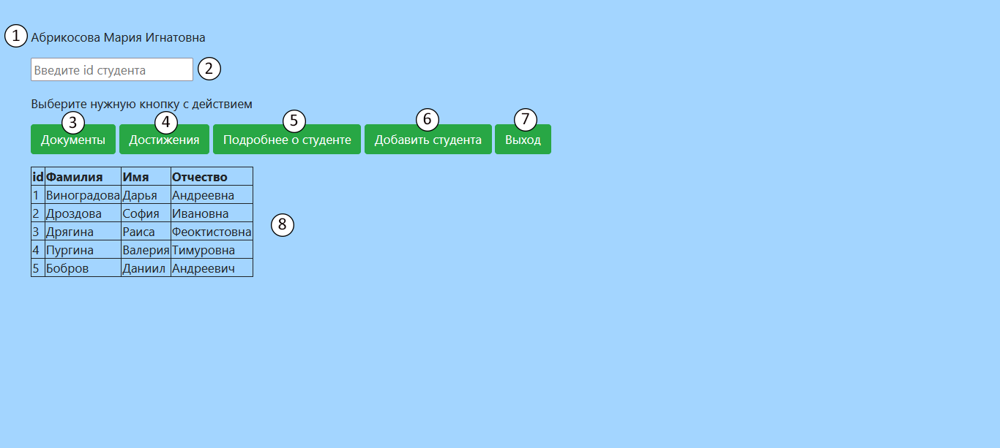 1 Абрикосова Мария Игнатовна
Введите id студента 2
Выберите нужную кнопку с действием
3 4 5 6 7
Документы Достижения Подробнее о студенте Добавить студента Выход
id Фамилия Имя Отчество
1 Виноградова Дарья Андреевна
2 Дроздова София Ивановна
3 Дрягина Раиса Феоктистовна
8
4 Пургина Валерия Тимуровна
5 Бобров Даниил Андреевич